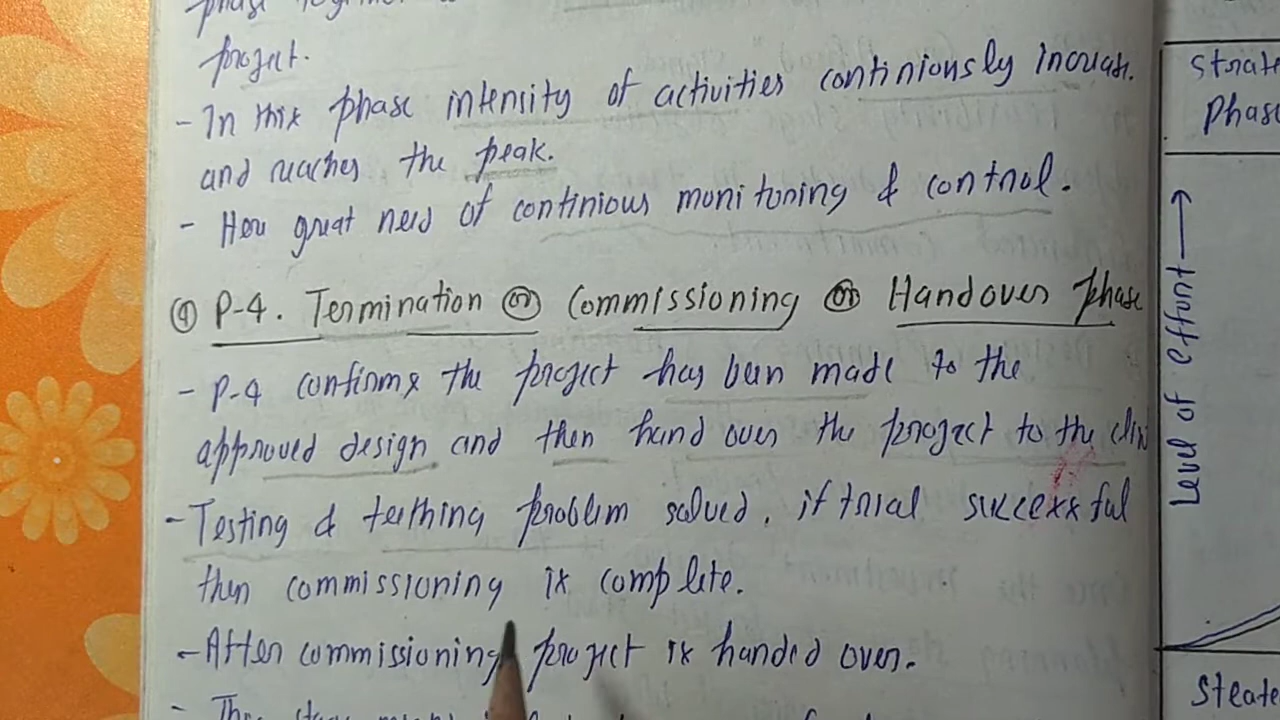 phase together
project.
- In this phase intensity of activities continiously increase.
and reaches the peak.
- Here great need of continious monitoring & control.
④ P-4. Termination or Commissioning or Handover phase
- P-4 confirms the project has been made to the
approved design and then hand over the project to the clin
- Testing & teething problem solved, if trial successful
then commissioning is complete.
- After commissioning project is handed over.
Strate
Phase
Level of effort →